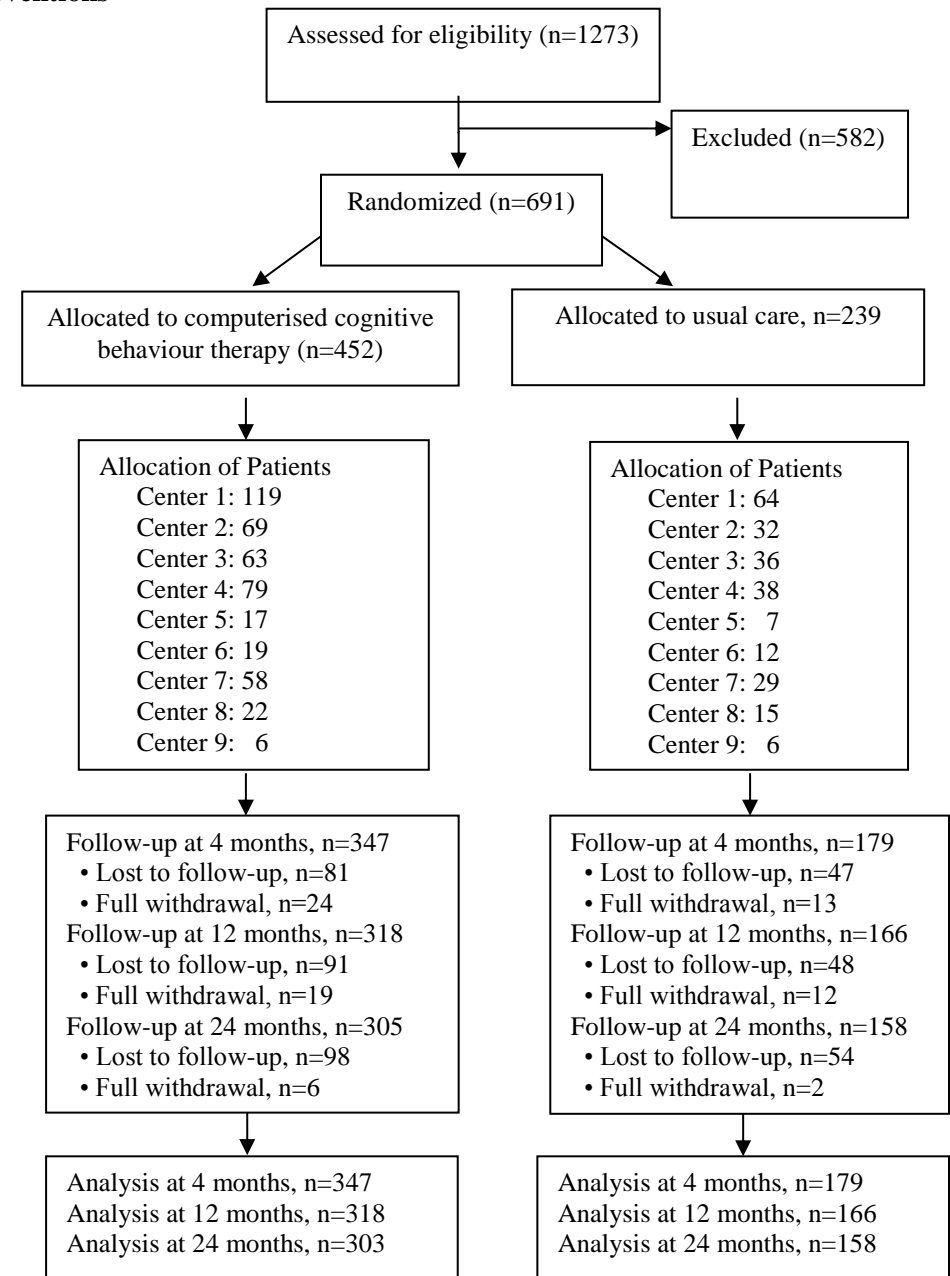 Assessed for eligibility (n=1273)
Excluded (n=582)
Randomized (n=691)
Allocated to computerised cognitive
behaviour therapy (n=452)
Allocated to usual care, n=239
Allocation of Patients
Center 1: 119
Center 2: 69
Center 3: 63
Center 4: 79
Center 5: 17
Center 6: 19
Center 7: 58
Center 8: 22
Center 9: 6
Allocation of Patients
Center 1: 64
Center 2: 32
Center 3: 36
Center 4: 38
Center 5: 7
Center 6: 12
Center 7: 29
Center 8: 15
Center 9: 6
Follow-up at 4 months, n=347
• Lost to follow-up, n=81
• Full withdrawal, n=24
Follow-up at 12 months, n=318
• Lost to follow-up, n=91
• Full withdrawal, n=19
Follow-up at 24 months, n=305
• Lost to follow-up, n=98
• Full withdrawal, n=6
Follow-up at 4 months, n=179
• Lost to follow-up, n=47
• Full withdrawal, n=13
Follow-up at 12 months, n=166
• Lost to follow-up, n=48
• Full withdrawal, n=12
Follow-up at 24 months, n=158
• Lost to follow-up, n=54
• Full withdrawal, n=2
Analysis at 4 months, n=347
Analysis at 12 months, n=318
Analysis at 24 months, n=303
Analysis at 4 months, n=179
Analysis at 12 months, n=166
Analysis at 24 months, n=158